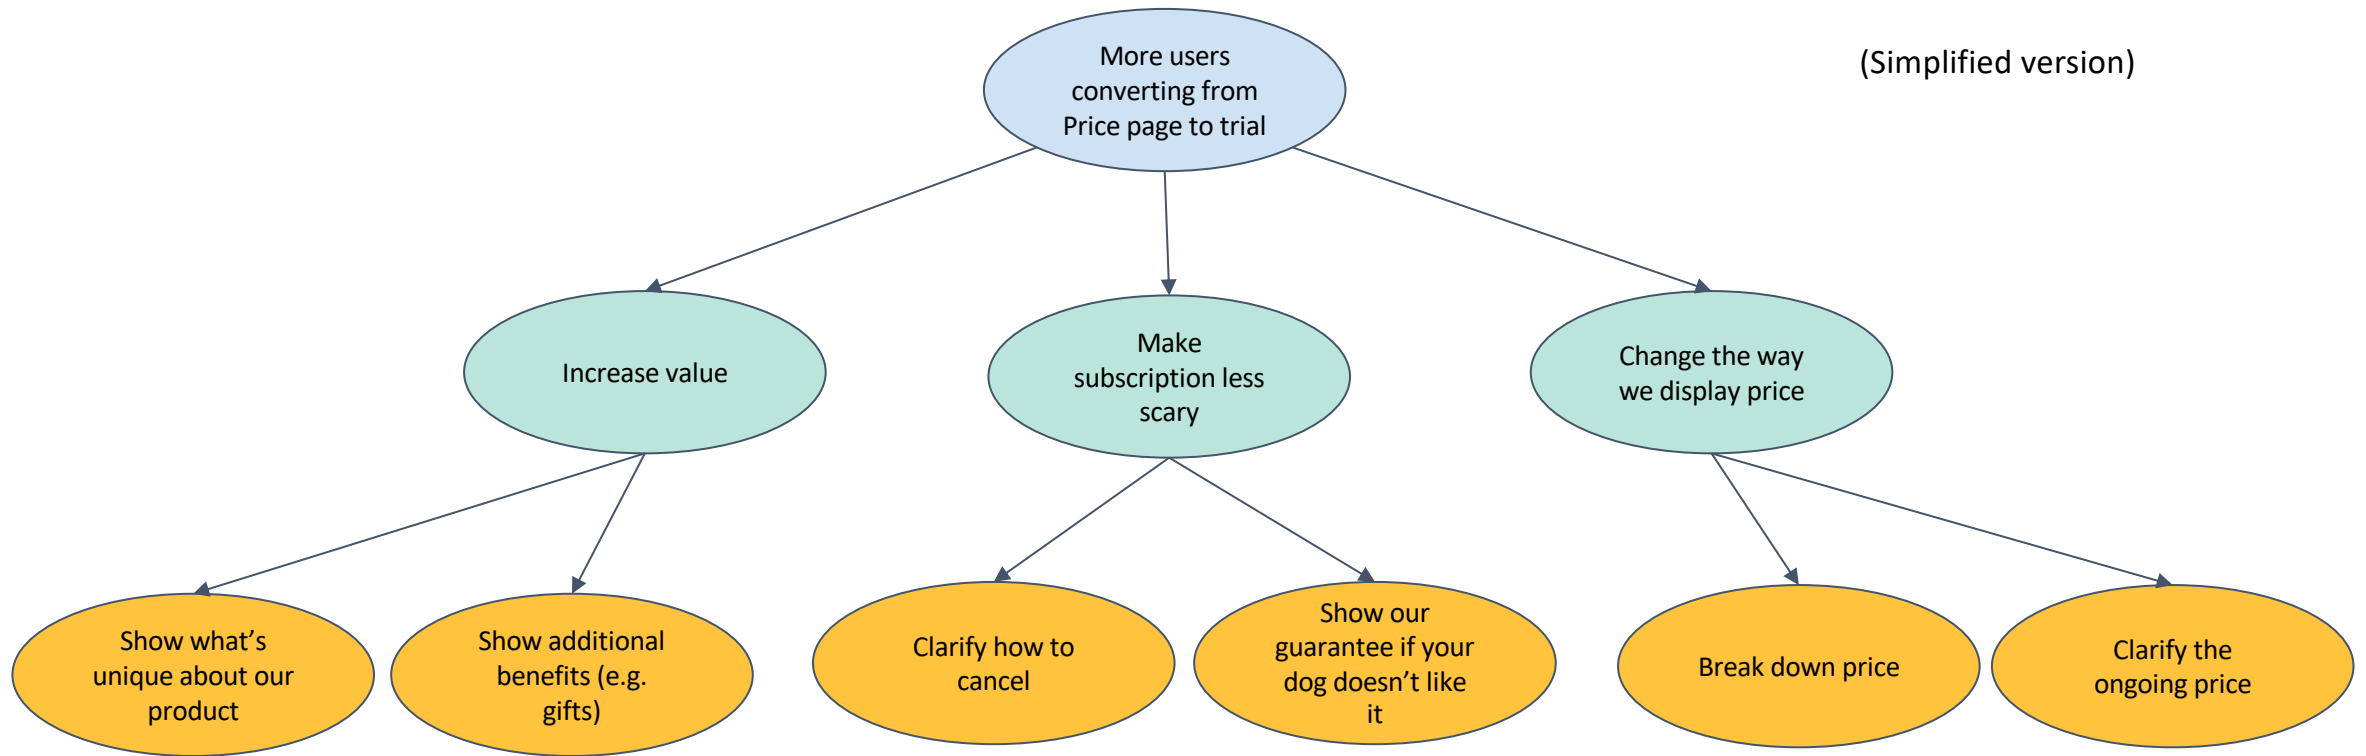 More users
converting from
Price page to trial
(Simplified version)
Increase value
Make
subscription less
scary
Change the way
we display price
Show what’s
unique about our
product
Show additional
benefits (e.g.
gifts)
Clarify how to
cancel
Show our
guarantee if your
dog doesn’t like
it
Break down price
Clarify the
ongoing price